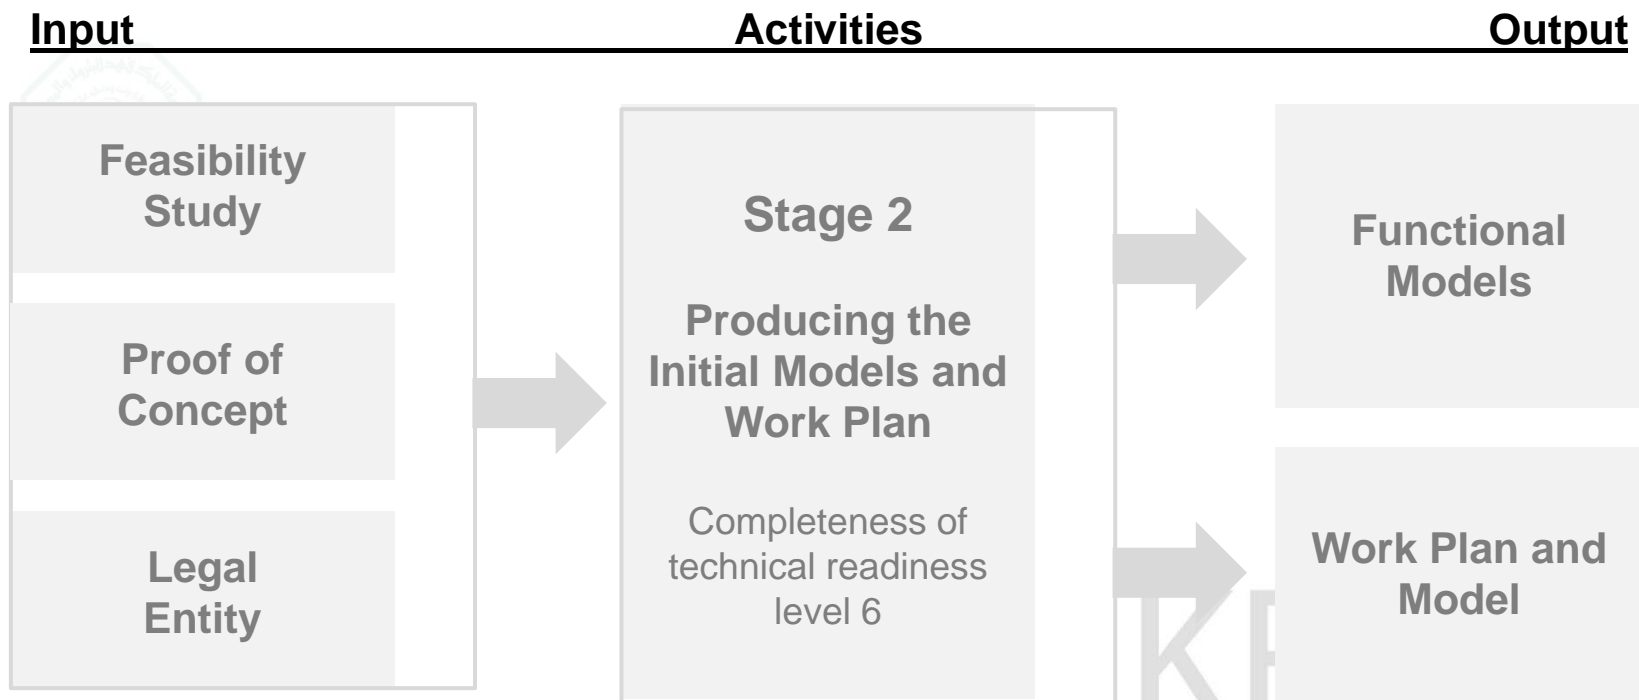 Input Activities Output
Feasibility
Study
Proof of
Concept
Legal
Entity
Stage 2
Producing the
Initial Models and
Work Plan
Completeness of
technical readiness
level 6
Functional
Models
Work Plan and
Model